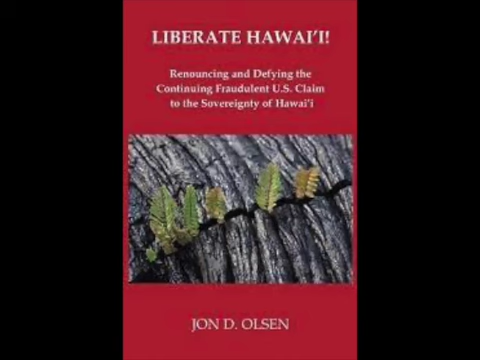 LIBERATE HAWAI'I!
Renouncing and Defying the
Continuing Fraudulent U.S. Claim
to the Sovereignty of Hawai'i
JON D. OLSEN